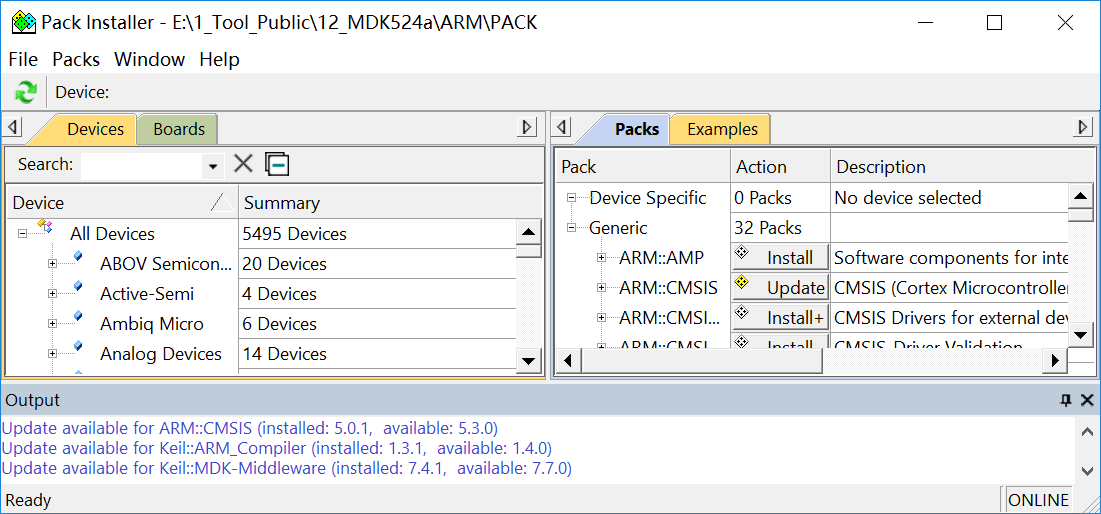 Pack Installer - E:\1_Tool_Public\12_MDK524a\ARM\PACK
File Packs Window Help
Device:
Devices Boards
Search:
Device Summary
All Devices 5495 Devices
ABOV Semicon... 20 Devices
Active-Semi 4 Devices
Ambiq Micro 6 Devices
Analog Devices 14 Devices
Packs Examples
Pack Action Description
Device Specific 0 Packs No device selected
Generic 32 Packs
ARM::AMP Install Software components for inte
ARM::CMSIS Update CMSIS (Cortex Microcontroller
ARM::CMSI... Install+ CMSIS Drivers for external dev
ARM::CMSI Install CMSIS-Driver Validation
Output
Update available for ARM::CMSIS (installed: 5.0.1, available: 5.3.0)
Update available for Keil::ARM_Compiler (installed: 1.3.1, available: 1.4.0)
Update available for Keil::MDK-Middleware (installed: 7.4.1, available: 7.7.0)
Ready ONLINE